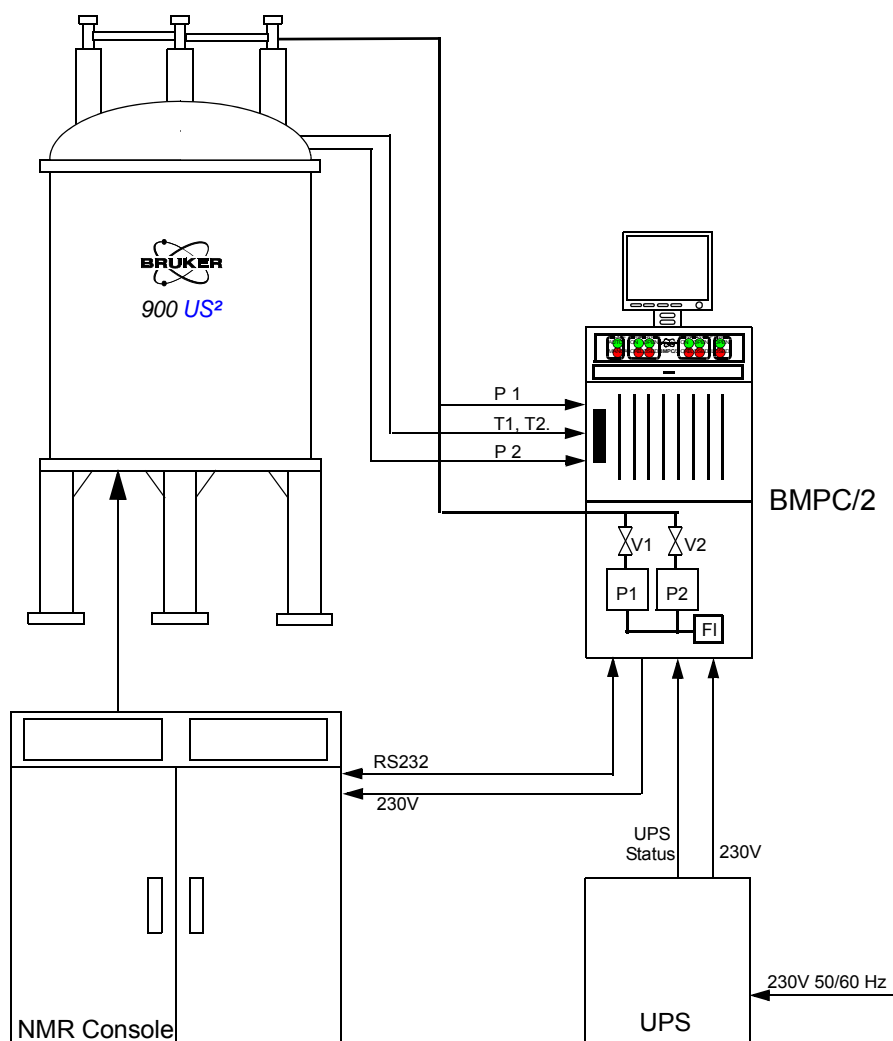 BRUKER
900 US²
P 1
T1, T2.
P 2
BMPC/2
V1
V2
P1
P2
FI
RS232
230V
UPS
Status
230V
230V 50/60 Hz
NMR Console
UPS